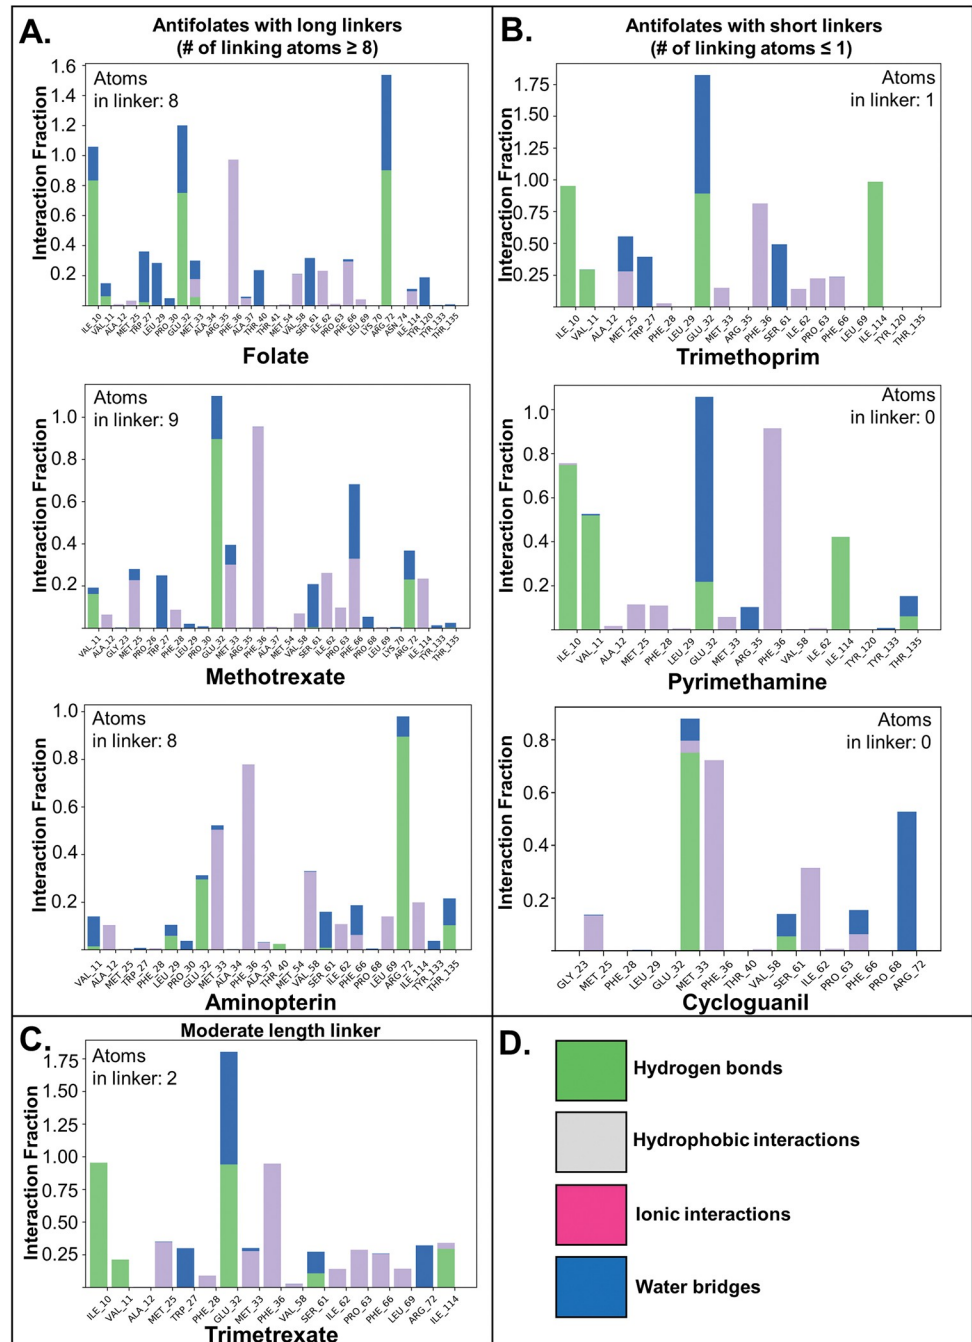 A.
Antifolates with long linkers
(# of linking atoms ≥ 8)
Interaction Fraction
1.6
1.4
1.2
1.0
0.8
0.6
0.4
0.2
Atoms
in linker: 8
ILE_10 VAL_11 ALA_12 MET_25 TRP_27 LEU_29 PRO_30 GLU_32 MET_33 ALA_34 ARG_35 PHE_36 ALA_37 THR_40 THR_41 MET_54 VAL_58 SER_61 ILE_62 PRO_63 PHE_66 LEU_69 LYS_70 ARG_72 ASN_74 ILE_114 TYR_120 TYR_133 THR_135
Folate
Interaction Fraction
1.0
0.8
0.6
0.4
0.2
Atoms
in linker: 9
VAL_11 ALA_12 GLY_23 MET_25 PRO_26 TRP_27 PHE_28 LEU_29 PRO_30 GLU_32 MET_33 ARG_35 PHE_36 ALA_37 MET_54 VAL_58 SER_61 ILE_62 PRO_63 PHE_66 PRO_68 LEU_69 LYS_70 ARG_72 ILE_114 TYR_133 THR_135
Methotrexate
Interaction Fraction
1.0
0.8
0.6
0.4
0.2
Atoms
in linker: 8
VAL_11 ALA_12 MET_25 TRP_27 PHE_28 LEU_29 PRO_30 GLU_32 MET_33 ALA_34 PHE_36 ALA_37 THR_40 MET_54 VAL_58 SER_61 ILE_62 PHE_66 PRO_68 LEU_69 ARG_72 ILE_114 TYR_133 THR_135
Aminopterin
B.
Antifolates with short linkers
(# of linking atoms ≤ 1)
Interaction Fraction
1.75
1.50
1.25
1.00
0.75
0.50
0.25
Atoms
in linker: 1
ILE_10 VAL_11 ALA_12 MET_25 TRP_27 PHE_28 LEU_29 GLU_32 MET_33 ARG_35 PHE_36 SER_61 ILE_62 PRO_63 PHE_66 LEU_69 ILE_114 TYR_120 THR_135
Trimethoprim
Interaction Fraction
1.0
0.8
0.6
0.4
0.2
Atoms
in linker: 0
ILE_10 VAL_11 ALA_12 MET_25 PHE_28 LEU_29 GLU_32 MET_33 ARG_35 PHE_36 VAL_58 ILE_62 ILE_114 TYR_120 TYR_133 THR_135
Pyrimethamine
Interaction Fraction
0.8
0.6
0.4
0.2
Atoms
in linker: 0
GLY_23 MET_25 PHE_28 LEU_29 GLU_32 MET_33 PHE_36 THR_40 VAL_58 SER_61 ILE_62 PRO_63 PHE_66 PRO_68 ARG_72
Cycloguanil
C.
Moderate length linker
Interaction Fraction
1.75
1.50
1.25
1.00
0.75
0.50
0.25
Atoms
in linker: 2
ILE_10 VAL_11 ALA_12 MET_25 TRP_27 PHE_28 GLU_32 MET_33 PHE_36 VAL_58 SER_61 ILE_62 PRO_63 PHE_66 LEU_69 ARG_72 ILE_114
Trimetrexate
D.
Hydrogen bonds
Hydrophobic interactions
Ionic interactions
Water bridges